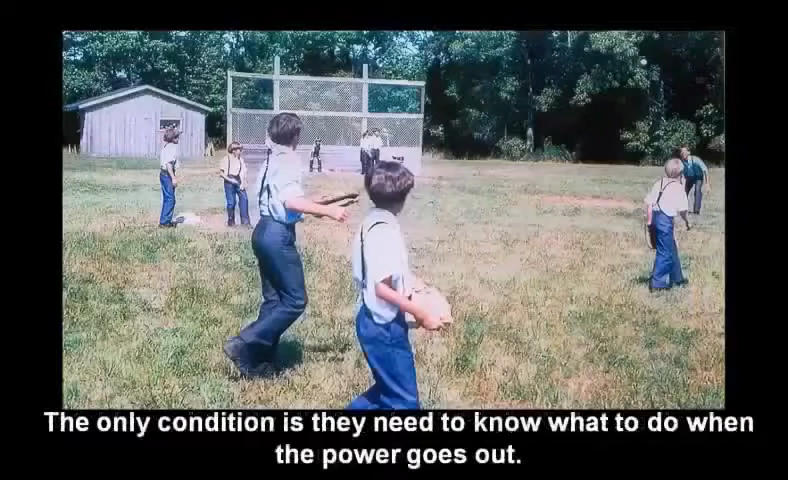 The only condition is they need to know what to do when
the power goes out.